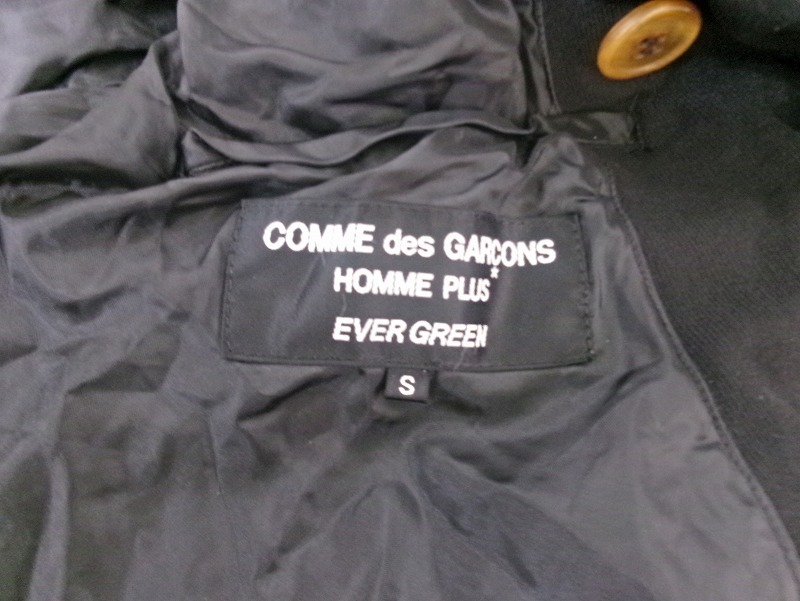 COMME des GARCONS
HOMME PLUS*
EVER GREEN
S